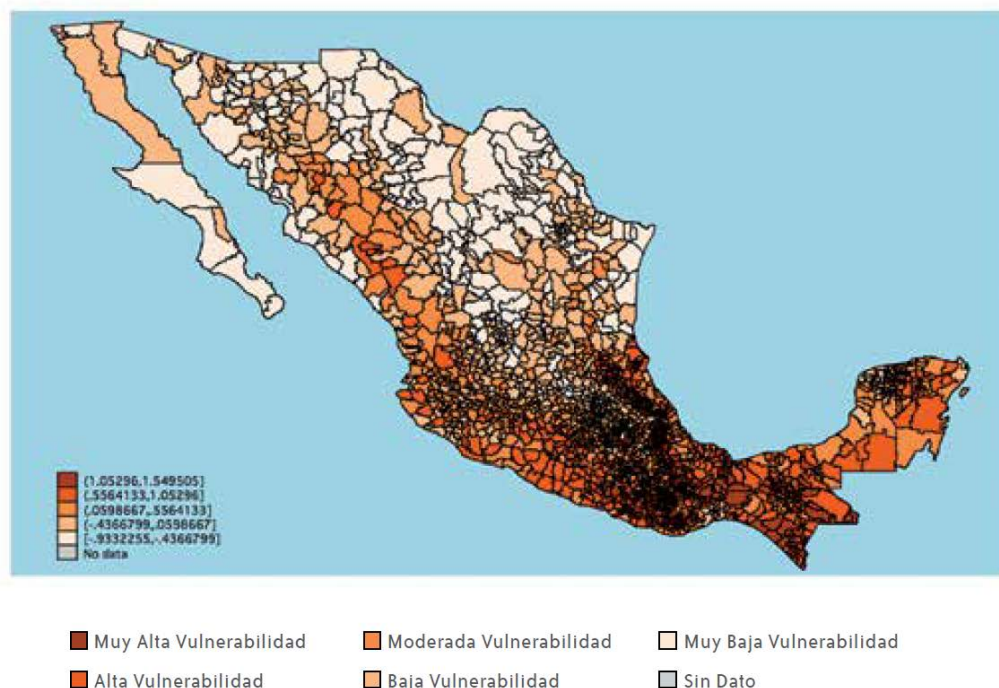 (1.05296,1.549505]
(.5564133,1.05296]
(.0598667,.5564133]
(-.4366799,.0598667]
[-.9332255,-.4366799]
No data
Muy Alta Vulnerabilidad
Moderada Vulnerabilidad
Muy Baja Vulnerabilidad
Alta Vulnerabilidad
Baja Vulnerabilidad
Sin Dato